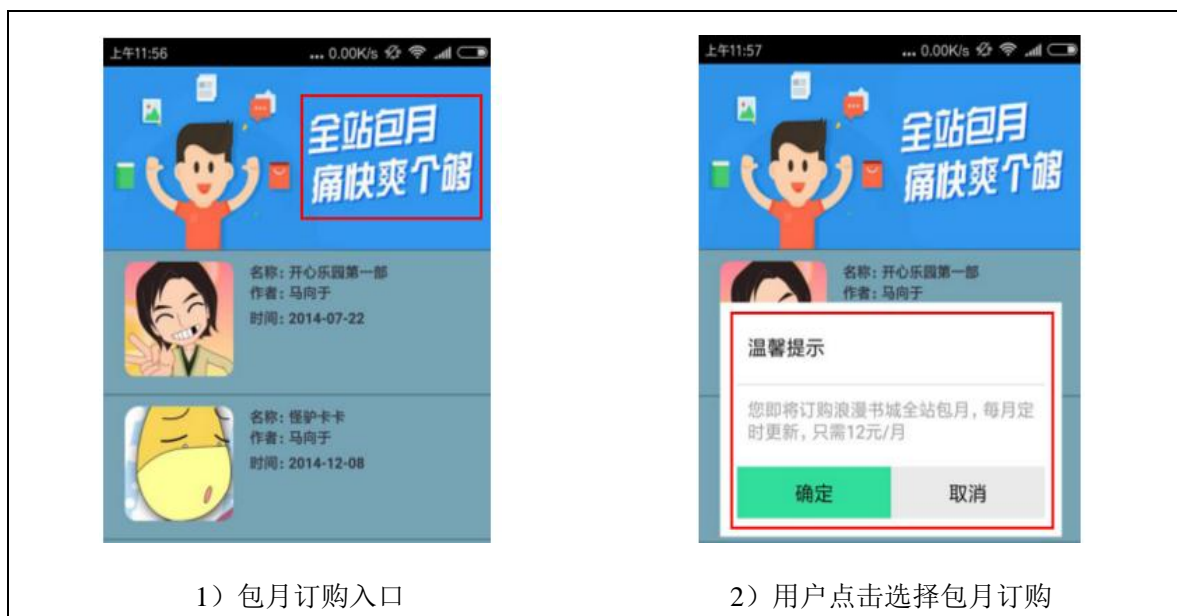 上午11:56
... 0.00K/s
全站包月
痛快爽个够
名称：开心乐园第一部
作者：马向于
时间：2014-07-22
名称：怪驴卡卡
作者：马向于
时间：2014-12-08
1）包月订购入口
上午11:57
... 0.00K/s
全站包月
痛快爽个够
名称：开心乐园第一部
作者：马向于
温馨提示
您即将订购浪漫书城全站包月，每月定
时更新，只需12元/月
确定 取消
2）用户点击选择包月订购